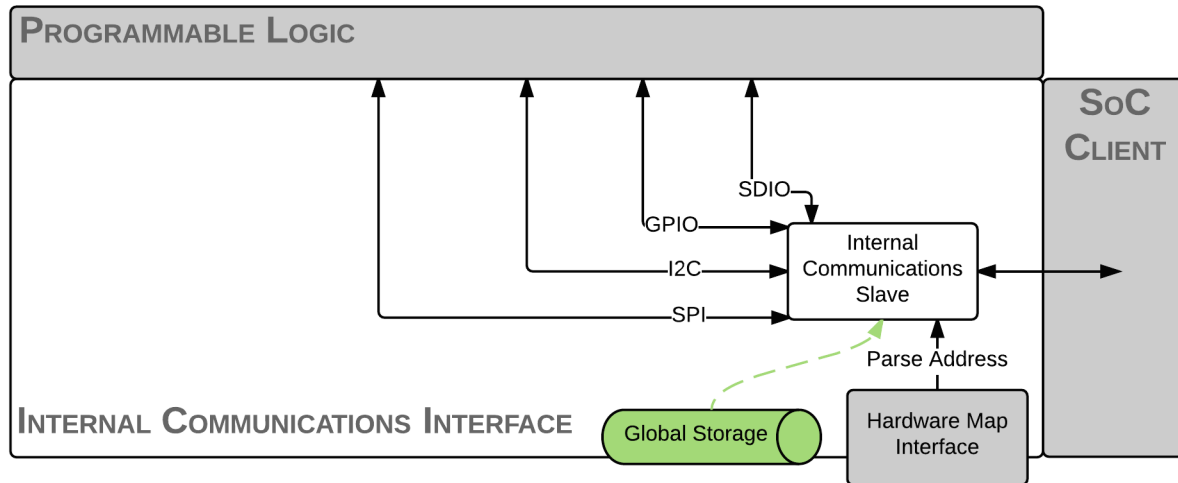 PROGRAMMABLE LOGIC
SOC
CLIENT
SDIO
GPIO
I2C
SPI
Internal
Communications
Slave
Parse Address
INTERNAL COMMUNICATIONS INTERFACE
Global Storage
Hardware Map
Interface